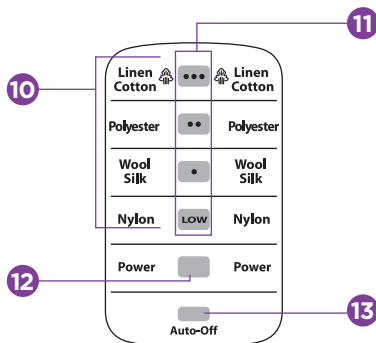 11
Linen Cotton ••• Linen Cotton
10
Polyester •• Polyester
Wool Silk • Wool Silk
Nylon LOW Nylon
Power Power
12
13
Auto-Off